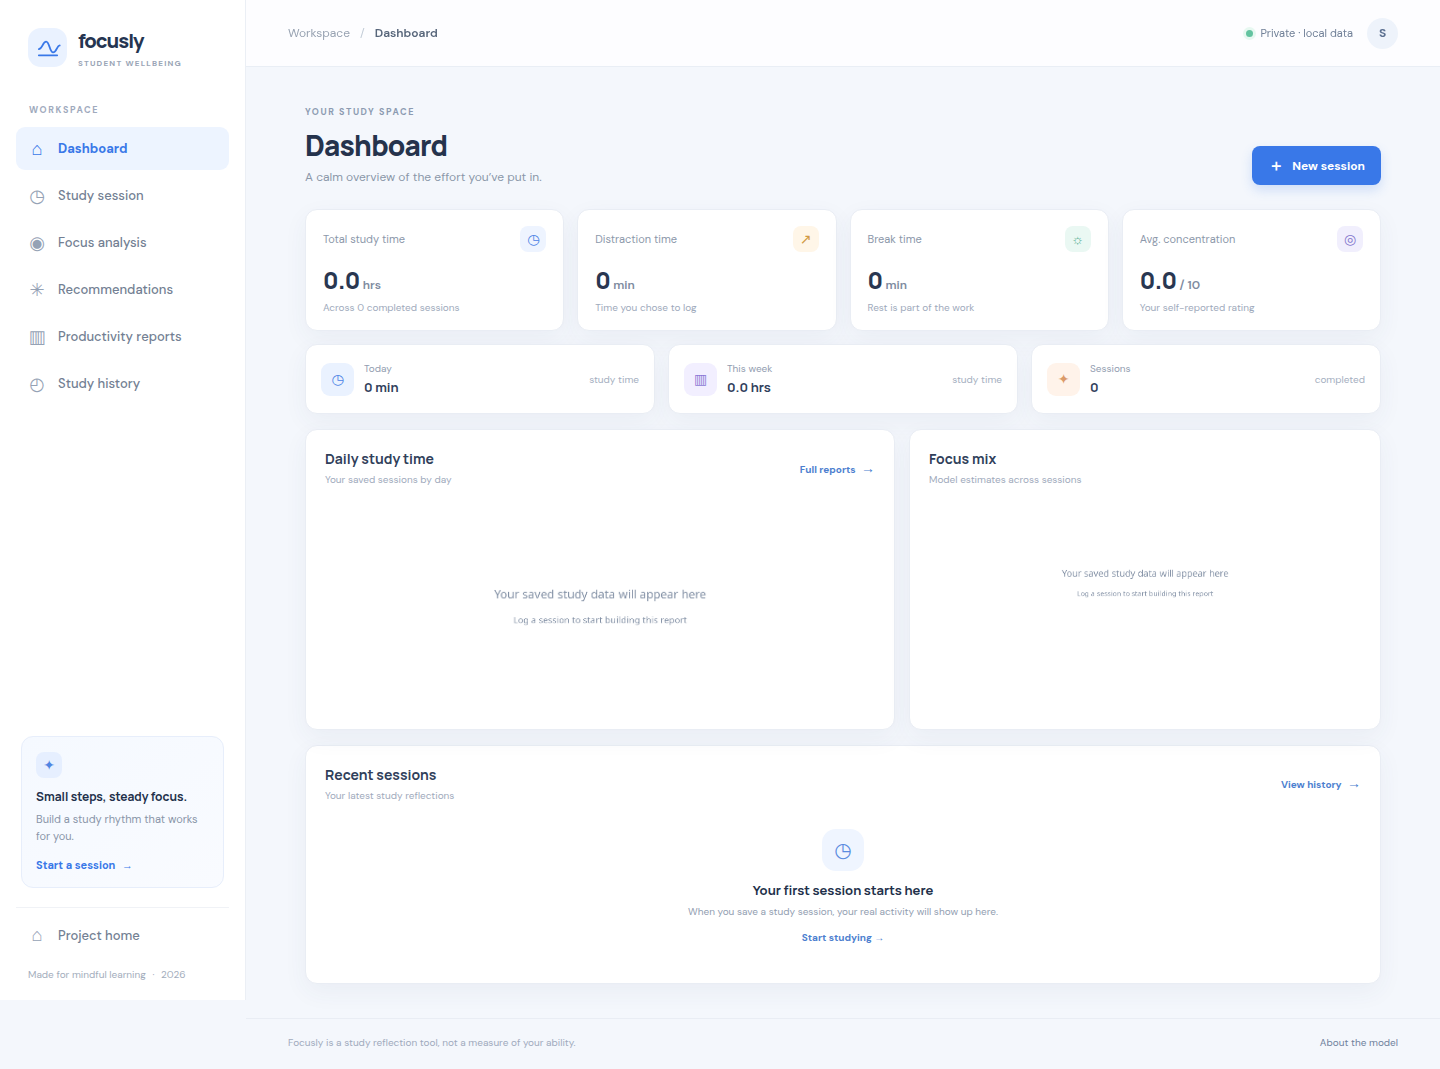 focusly
STUDENT WELLBEING
WORKSPACE
Dashboard
Study session
Focus analysis
Recommendations
Productivity reports
Study history
Small steps, steady focus.
Build a study rhythm that works
for you.
Start a session →
Project home
Made for mindful learning · 2026
Workspace / Dashboard
Private · local data
S
YOUR STUDY SPACE
Dashboard
A calm overview of the effort you've put in.
+ New session
Total study time
0.0 hrs
Across 0 completed sessions
Distraction time
0 min
Time you chose to log
Break time
0 min
Rest is part of the work
Avg. concentration
0.0 / 10
Your self-reported rating
Today
0 min
study time
This week
0.0 hrs
study time
Sessions
0
completed
Daily study time
Your saved sessions by day
Full reports →
Your saved study data will appear here
Log a session to start building this report
Focus mix
Model estimates across sessions
Your saved study data will appear here
Log a session to start building this report
Recent sessions
Your latest study reflections
View history →
Your first session starts here
When you save a study session, your real activity will show up here.
Start studying →
Focusly is a study reflection tool, not a measure of your ability.
About the model